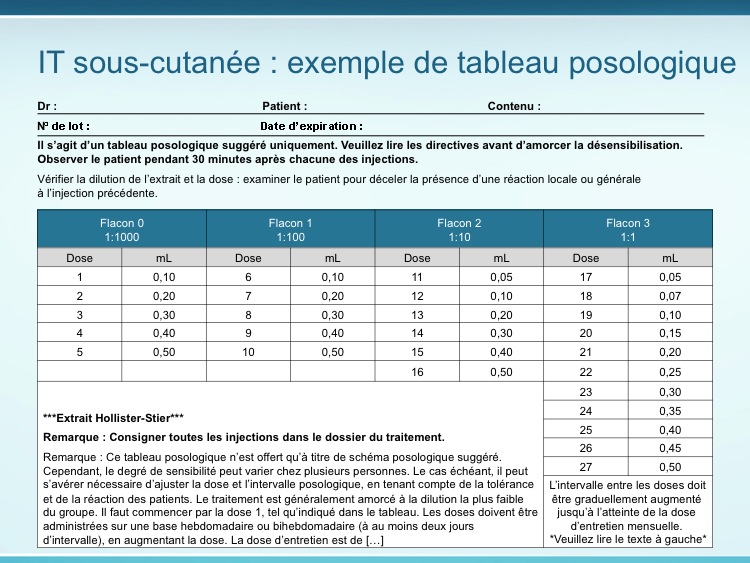 IT sous-cutanée : exemple de tableau posologique
Dr : Patient : Contenu :
Nº de lot : Date d'expiration :
Il s'agit d'un tableau posologique suggéré uniquement. Veuillez lire les directives avant d'amorcer la désensibilisation.
Observer le patient pendant 30 minutes après chacune des injections.
Vérifier la dilution de l'extrait et la dose : examiner le patient pour déceler la présence d'une réaction locale ou générale
à l'injection précédente.
Flacon 0 Flacon 1 Flacon 2 Flacon 3
1:1000 1:100 1:10 1:1
Dose mL Dose mL Dose mL Dose mL
1 0,10 6 0,10 11 0,05 17 0,05
2 0,20 7 0,20 12 0,10 18 0,07
3 0,30 8 0,30 13 0,20 19 0,10
4 0,40 9 0,40 14 0,30 20 0,15
5 0,50 10 0,50 15 0,40 21 0,20
16 0,50 22 0,25
23 0,30
24 0,35
25 0,40
26 0,45
27 0,50
***Extrait Hollister-Stier***
Remarque : Consigner toutes les injections dans le dossier du traitement.
Remarque : Ce tableau posologique n'est offert qu'à titre de schéma posologique suggéré.
Cependant, le degré de sensibilité peut varier chez plusieurs personnes. Le cas échéant, il peut
s'avérer nécessaire d'ajuster la dose et l'intervalle posologique, en tenant compte de la tolérance
et de la réaction des patients. Le traitement est généralement amorcé à la dilution la plus faible
du groupe. Il faut commencer par la dose 1, tel qu'indiqué dans le tableau. Les doses doivent être
administrées sur une base hebdomadaire ou bihebdomadaire (à au moins deux jours
d'intervalle), en augmentant la dose. La dose d'entretien est de […]
L'intervalle entre les doses doit
être graduellement augmenté
jusqu'à l'atteinte de la dose
d'entretien mensuelle.
*Veuillez lire le texte à gauche*